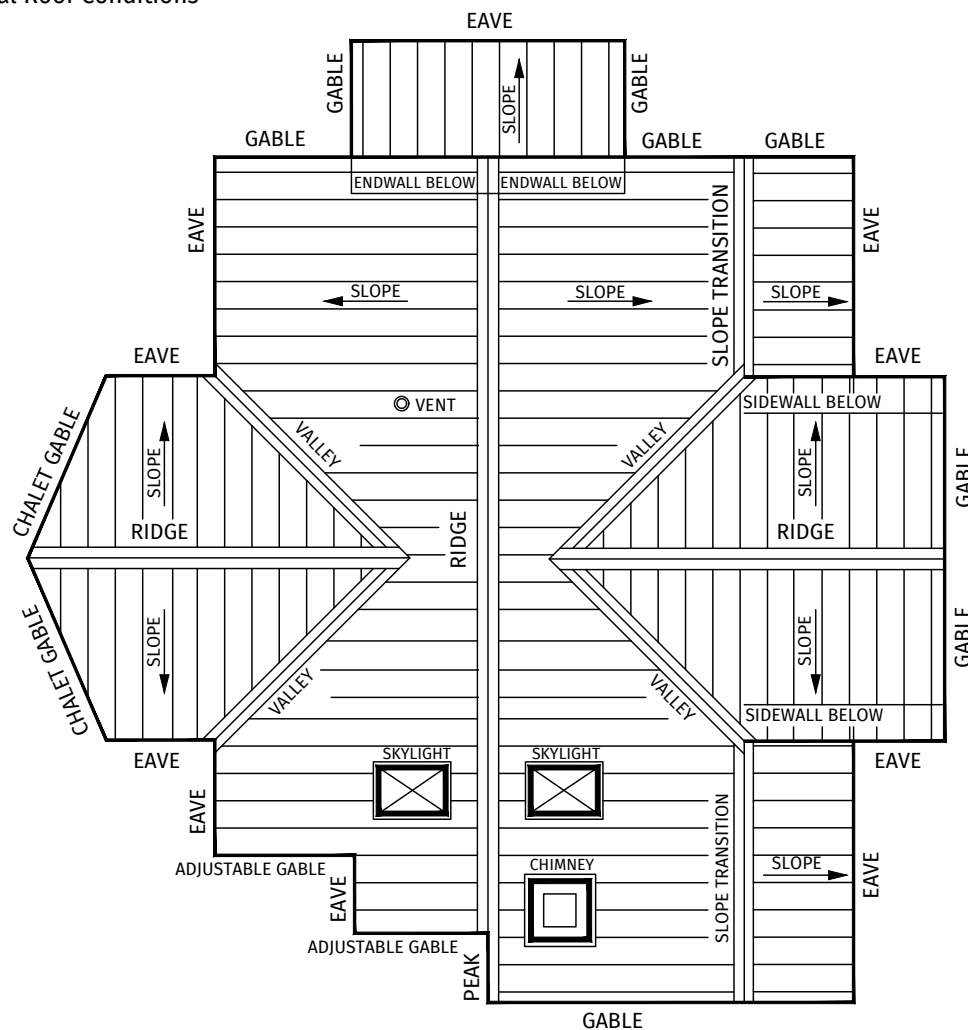 al Roof Conditions
EAVE
GABLE
GABLE
SLOPE
GABLE
GABLE
GABLE
ENDWALL BELOW
ENDWALL BELOW
EAVE
SLOPE TRANSITION
EAVE
SLOPE
SLOPE
SLOPE
EAVE
EAVE
VENT
SIDEWALL BELOW
CHALET GABLE
SLOPE
VALLEY
VALLEY
SLOPE
GABLE
RIDGE
RIDGE
RIDGE
CHALET GABLE
SLOPE
SLOPE
GABLE
VALLEY
VALLEY
SIDEWALL BELOW
EAVE
SKYLIGHT
SKYLIGHT
EAVE
EAVE
SLOPE TRANSITION
ADJUSTABLE GABLE
CHIMNEY
SLOPE
EAVE
EAVE
ADJUSTABLE GABLE
PEAK
GABLE